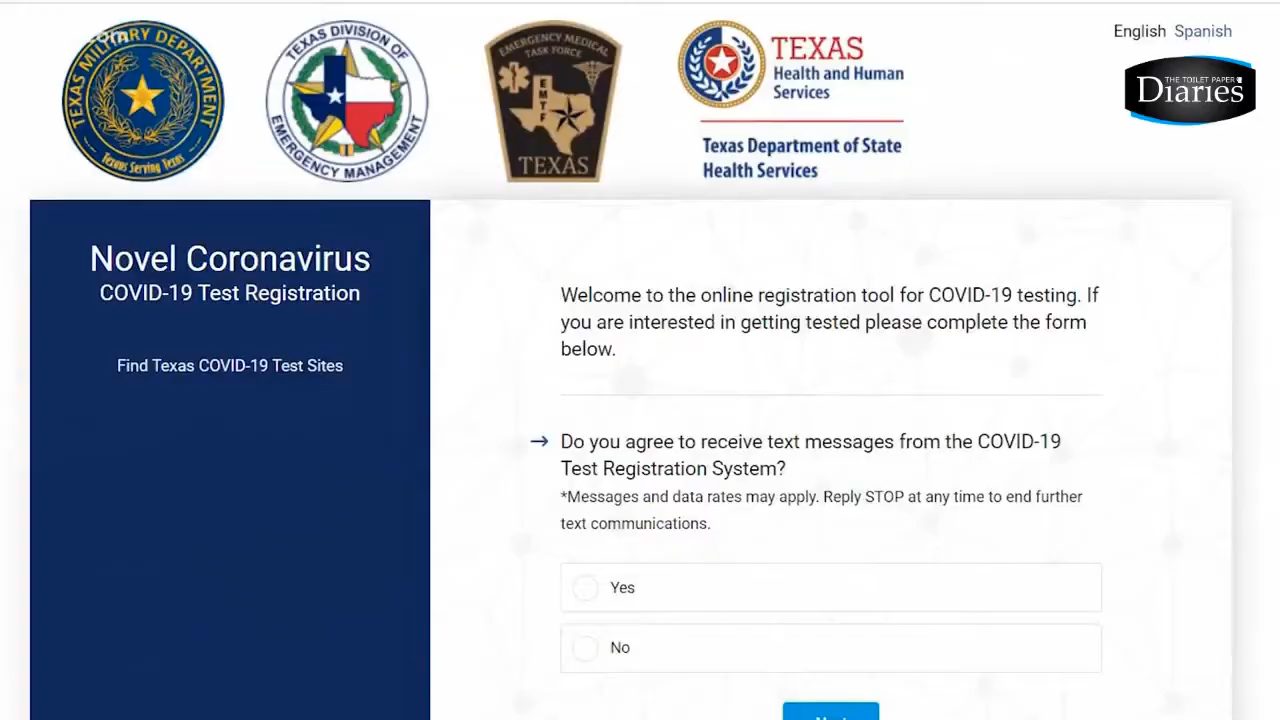 .com
TEXAS MILITARY DEPARTMENT
Texans Serving Texas
TEXAS DIVISION OF
EMERGENCY MANAGEMENT
EMERGENCY MEDICAL
TASK FORCE
EMTF
TEXAS
TEXAS
Health and Human
Services
Texas Department of State
Health Services
English Spanish
THE TOILET PAPER
Diaries
Novel Coronavirus
COVID-19 Test Registration
Find Texas COVID-19 Test Sites
Welcome to the online registration tool for COVID-19 testing. If
you are interested in getting tested please complete the form
below.
→ Do you agree to receive text messages from the COVID-19
Test Registration System?
*Messages and data rates may apply. Reply STOP at any time to end further
text communications.
Yes
No